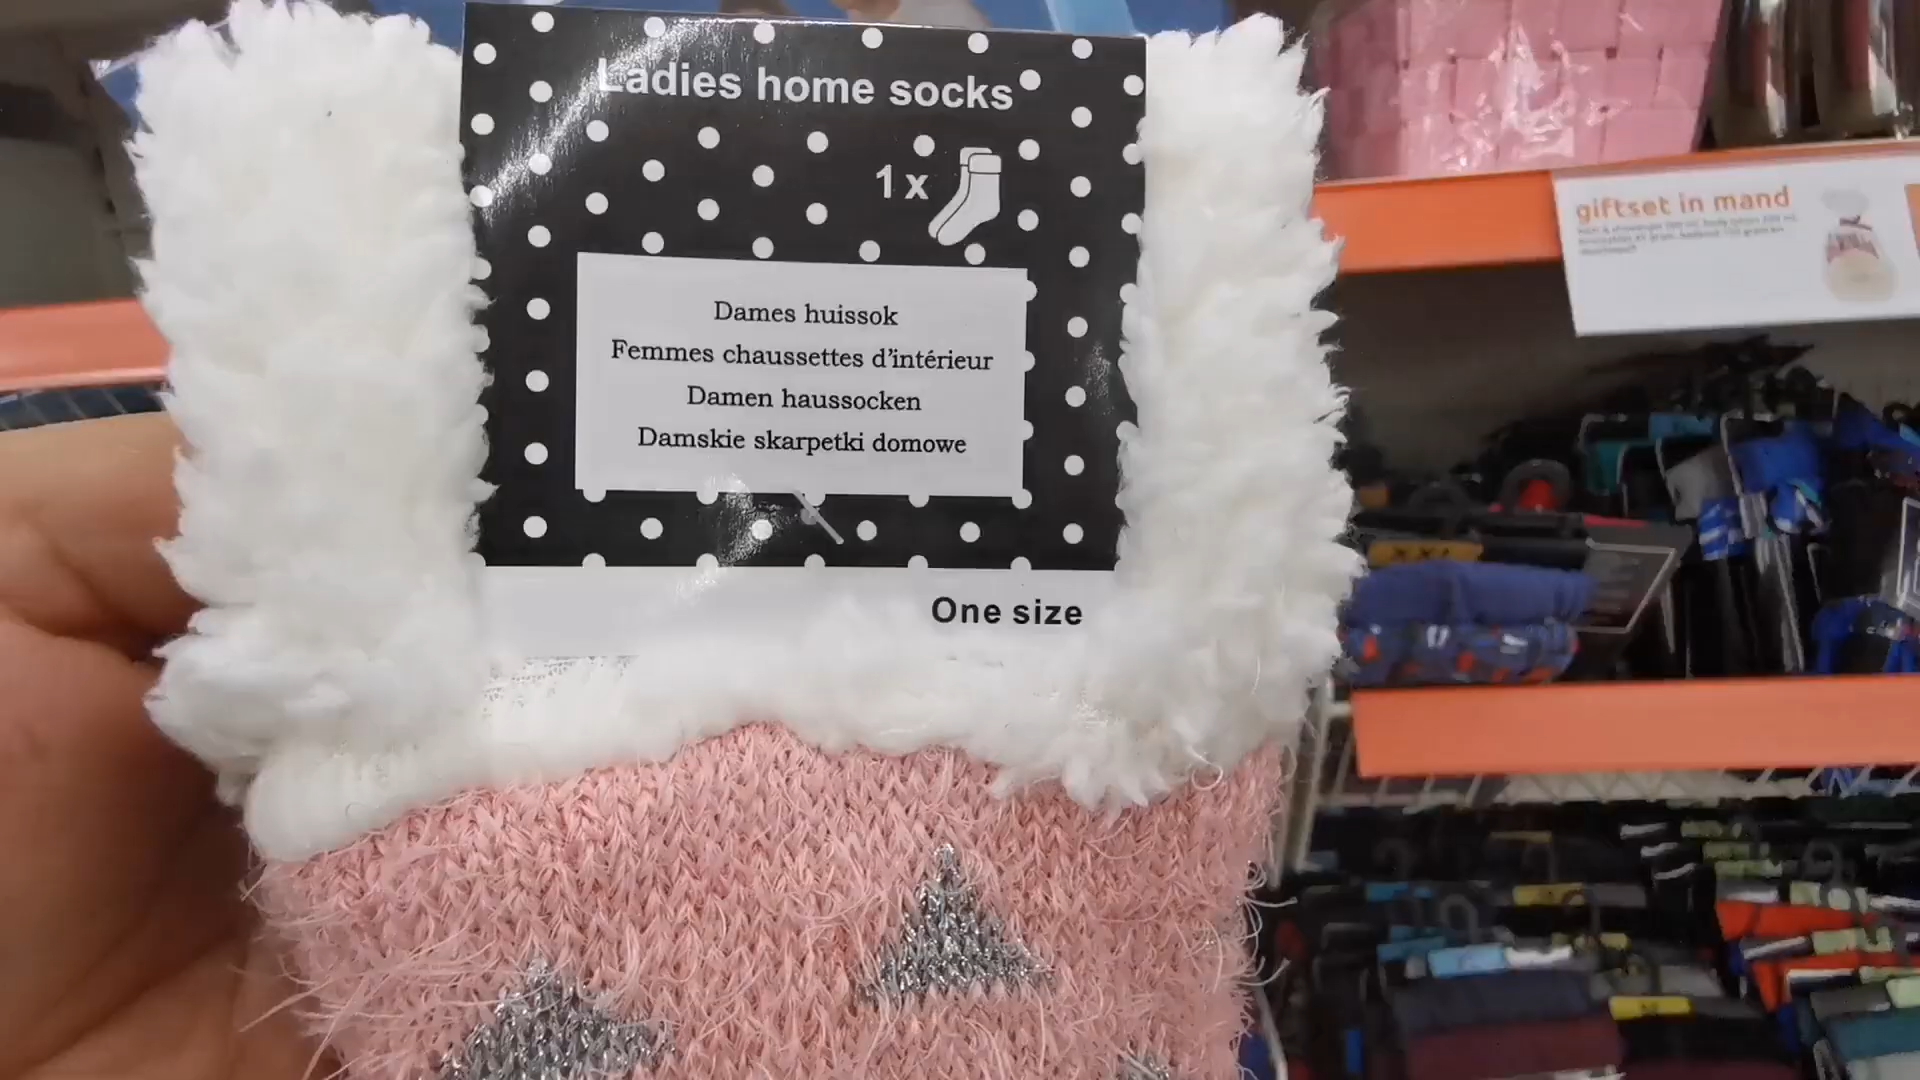 Ladies home socks
1 x
Dames huissok
Femmes chaussettes d'intérieur
Damen haussocken
Damskie skarpetki domowe
One size
giftset in mand
XXL